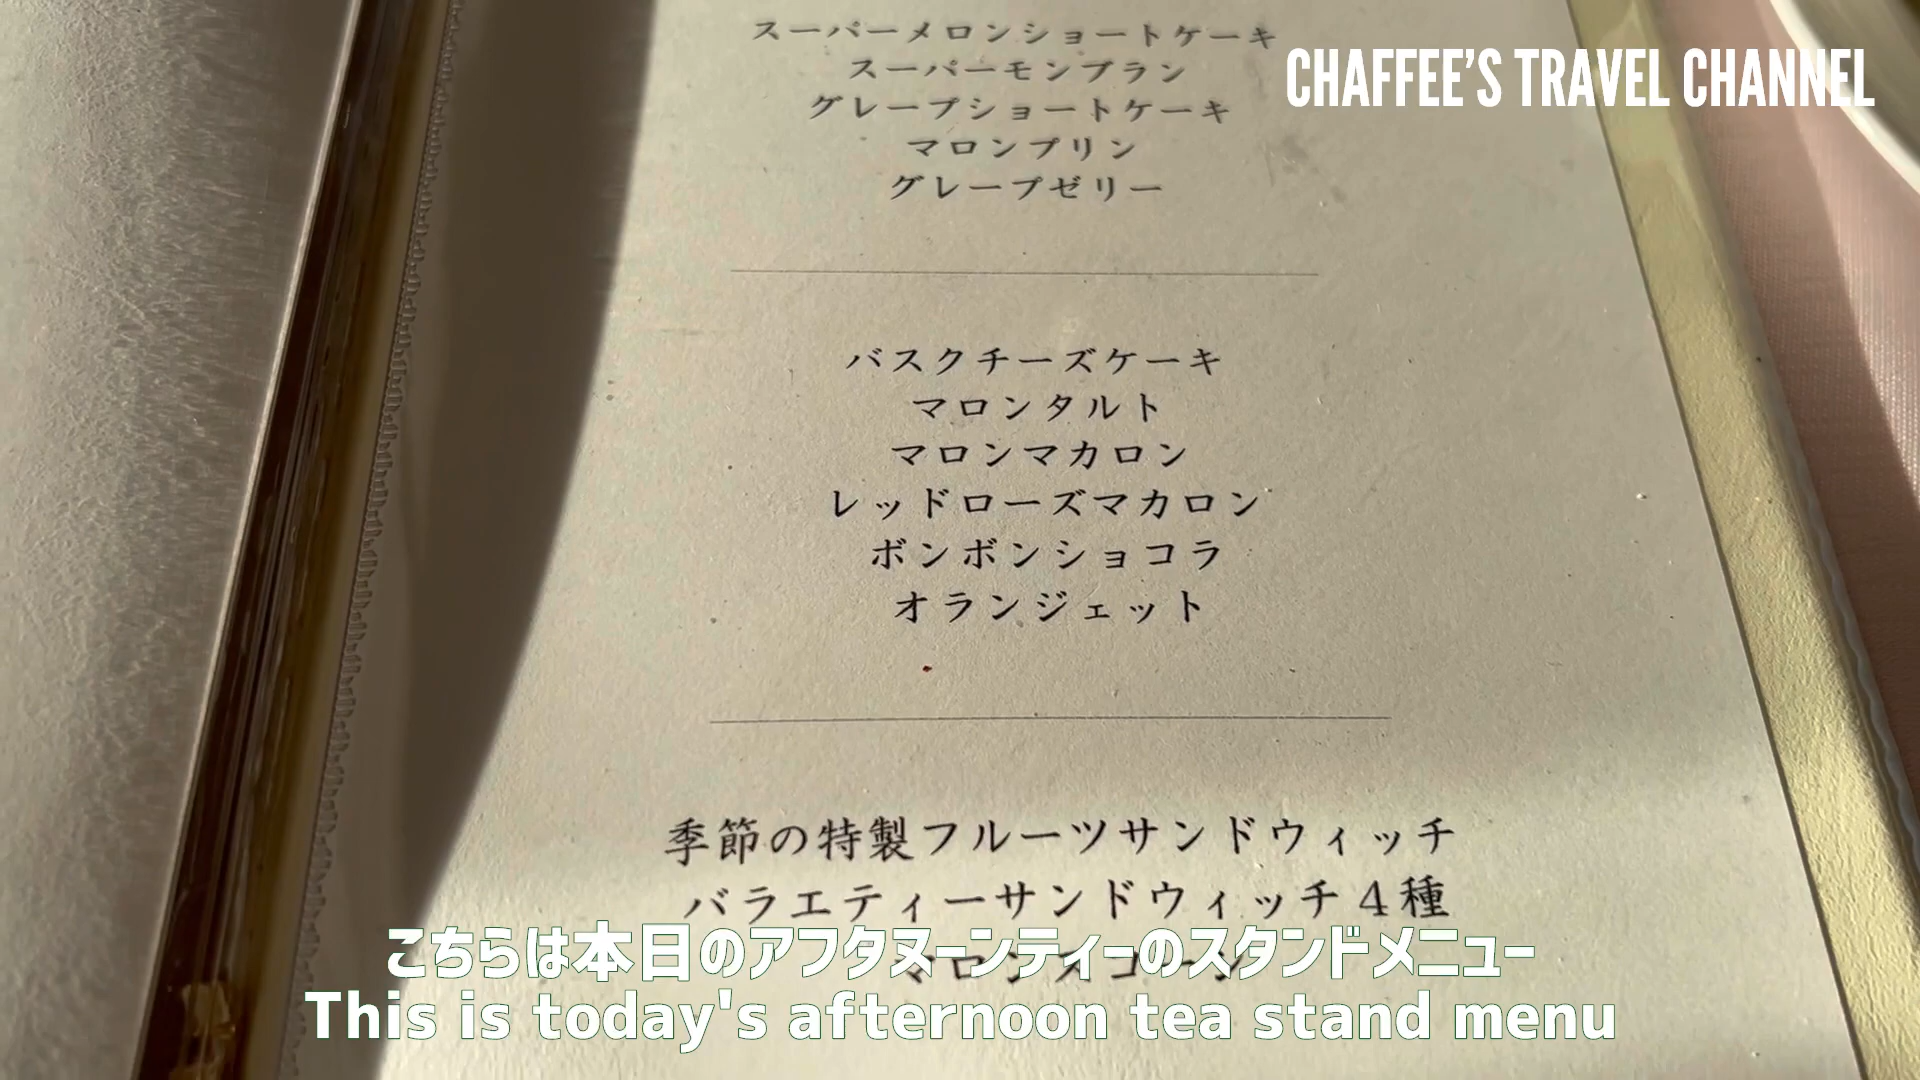 スーパーメロンショートケーキ
CHAFFEE'S TRAVEL CHANNEL
スーパーモンブラン
グレープショートケーキ
マロンプリン
グレープゼリー
バスクチーズケーキ
マロンタルト
マロンマカロン
レッドローズマカロン
ボンボンショコラ
オランジェット
季節の特製フルーツサンドウィッチ
バラエティーサンドウィッチ4種
マロンスコーン
こちらは本日のアフタヌーンティーのスタンドメニュー
This is today's afternoon tea stand menu